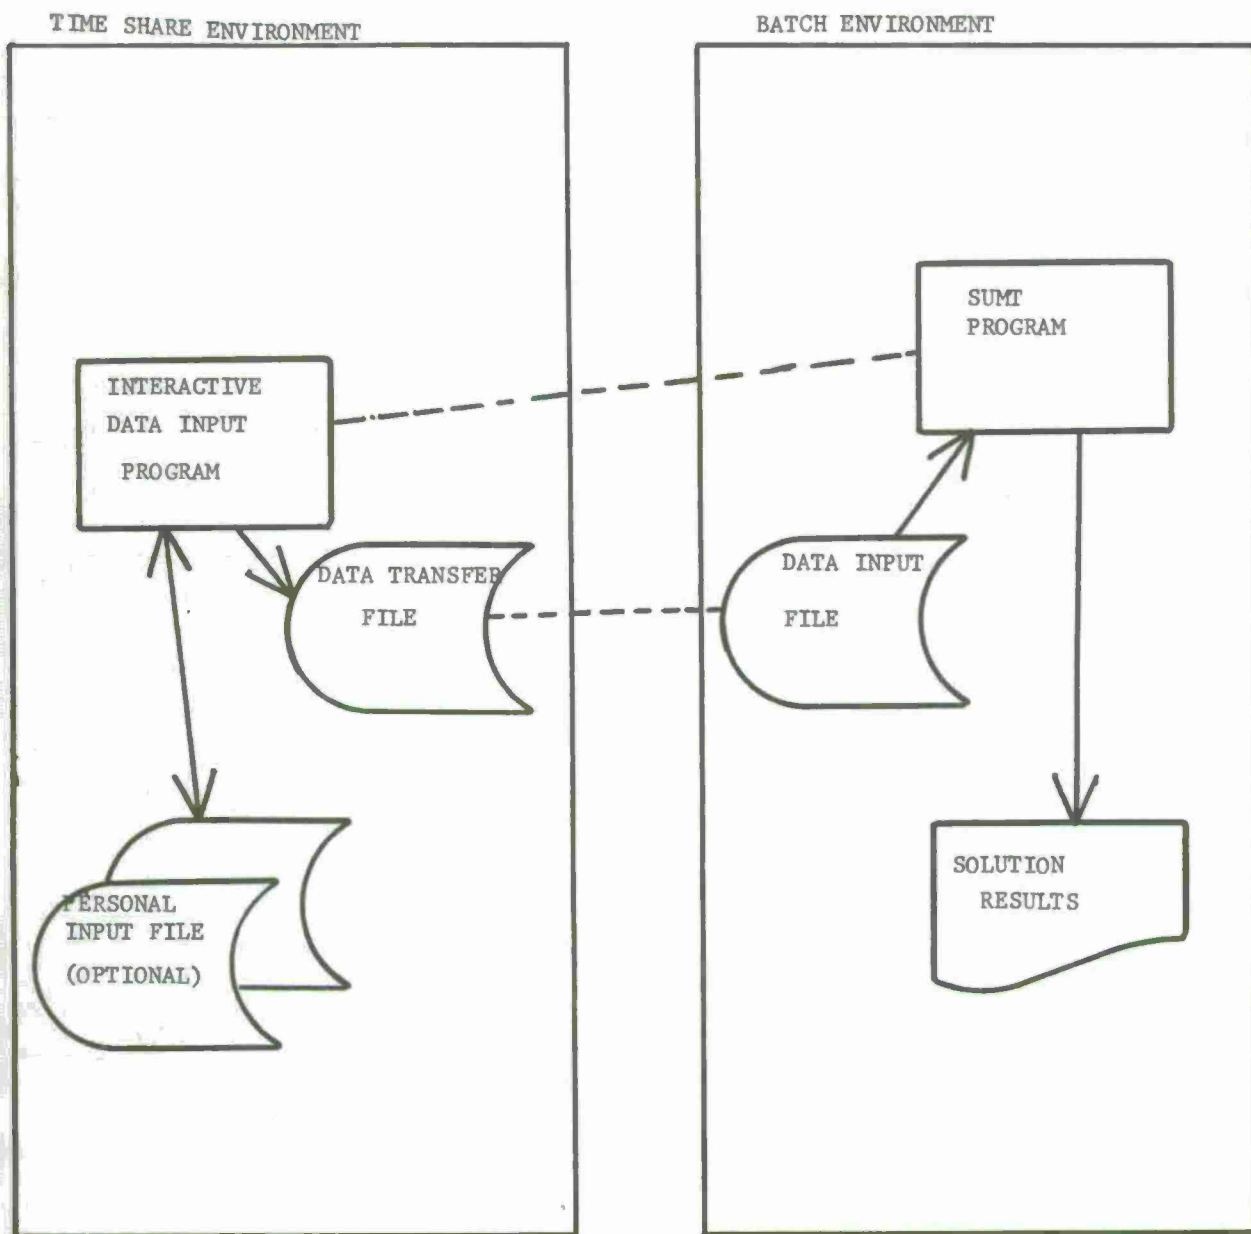 TIME SHARE ENVIRONMENT
BATCH ENVIRONMENT
SUMT
PROGRAM
INTERACTIVE
DATA INPUT
PROGRAM
DATA TRANSFER
FILE
DATA INPUT
FILE
PERSONAL
INPUT FILE
(OPTIONAL)
SOLUTION
RESULTS